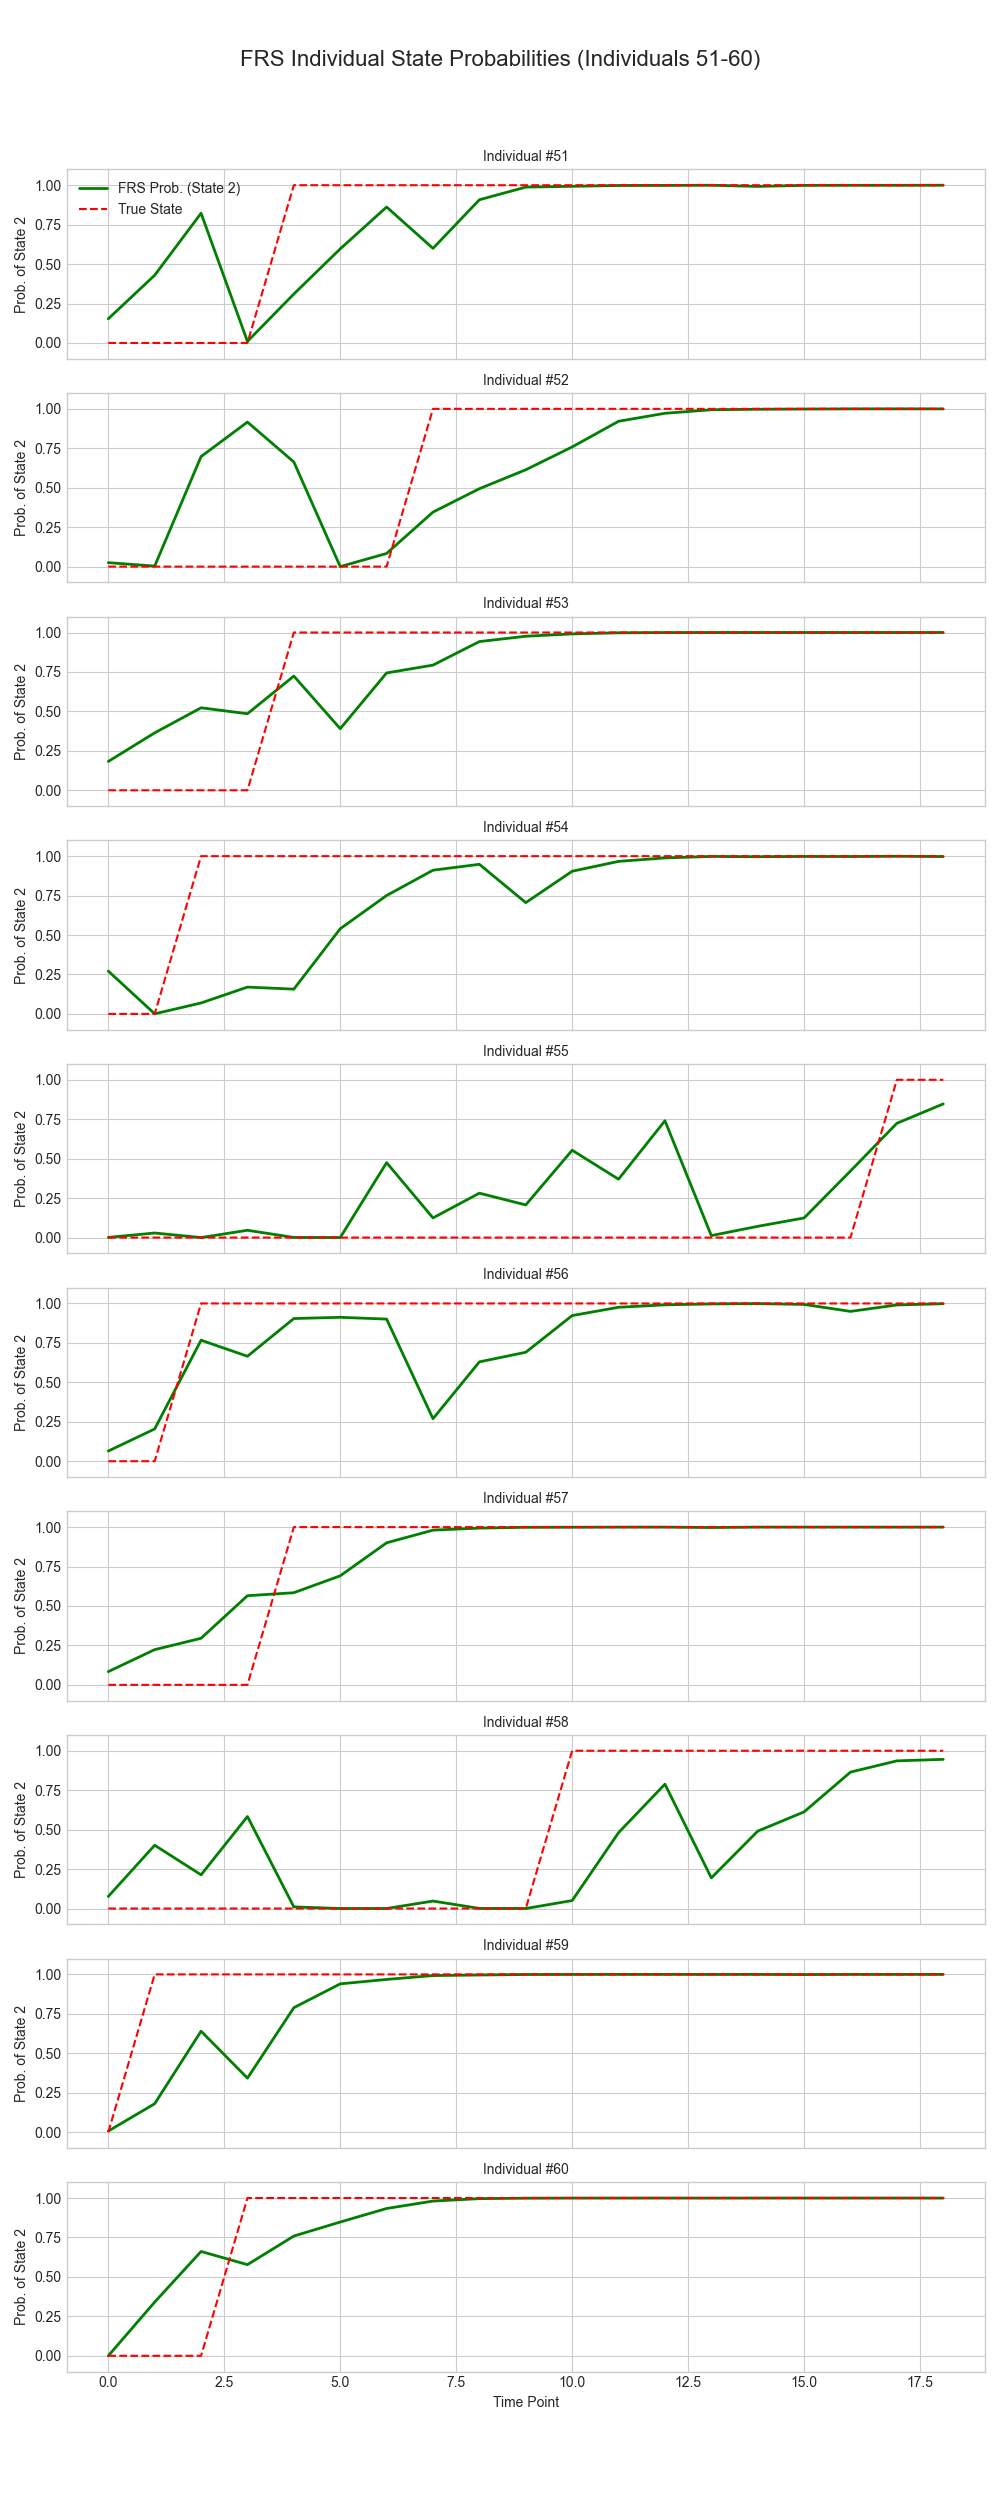 FRS Individual State Probabilities (Individuals 51-60)
Individual #51
1.00
0.75
0.50
0.25
0.00
Prob. of State 2
FRS Prob. (State 2)
True State
Individual #52
1.00
0.75
0.50
0.25
0.00
Prob. of State 2
Individual #53
1.00
0.75
0.50
0.25
0.00
Prob. of State 2
Individual #54
1.00
0.75
0.50
0.25
0.00
Prob. of State 2
Individual #55
1.00
0.75
0.50
0.25
0.00
Prob. of State 2
Individual #56
1.00
0.75
0.50
0.25
0.00
Prob. of State 2
Individual #57
1.00
0.75
0.50
0.25
0.00
Prob. of State 2
Individual #58
1.00
0.75
0.50
0.25
0.00
Prob. of State 2
Individual #59
1.00
0.75
0.50
0.25
0.00
Prob. of State 2
Individual #60
1.00
0.75
0.50
0.25
0.00
Prob. of State 2
0.0 2.5 5.0 7.5 10.0 12.5 15.0 17.5
Time Point